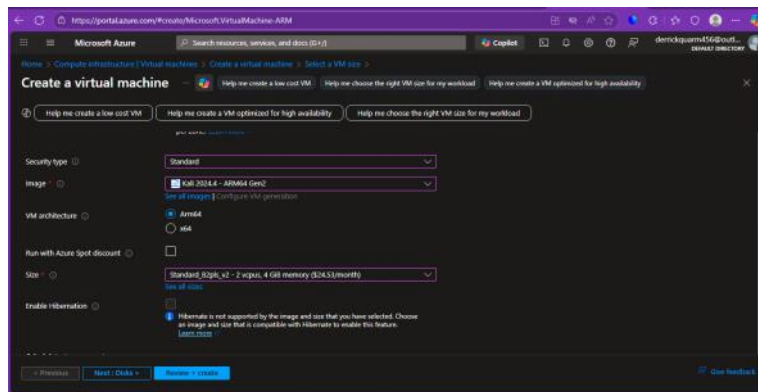 https://portal.azure.com/#create/Microsoft.VirtualMachine-ARM
Microsoft Azure
Search resources, services, and docs (G+/)
Copilot
derrickquarm456@outl...
DEFAULT DIRECTORY
Home > Compute infrastructure | Virtual machines > Create a virtual machine > Select a VM size >
Create a virtual machine
Help me create a low cost VM
Help me choose the right VM size for my workload
Help me create a VM optimized for high availability
Help me create a low cost VM
Help me create a VM optimized for high availability
Help me choose the right VM size for my workload
Security type
Standard
Image *
Kali 2024.4 - ARM64 Gen2
See all images | Configure VM generation
VM architecture
Arm64
x64
Run with Azure Spot discount
Size *
Standard_B2pls_v2 - 2 vcpus, 4 GiB memory ($24.53/month)
See all sizes
Enable Hibernation
Hibernate is not supported by the image and size that you have selected. Choose
an image and size that is compatible with Hibernate to enable this feature.
Learn more
< Previous
Next : Disks >
Review + create
Give feedback